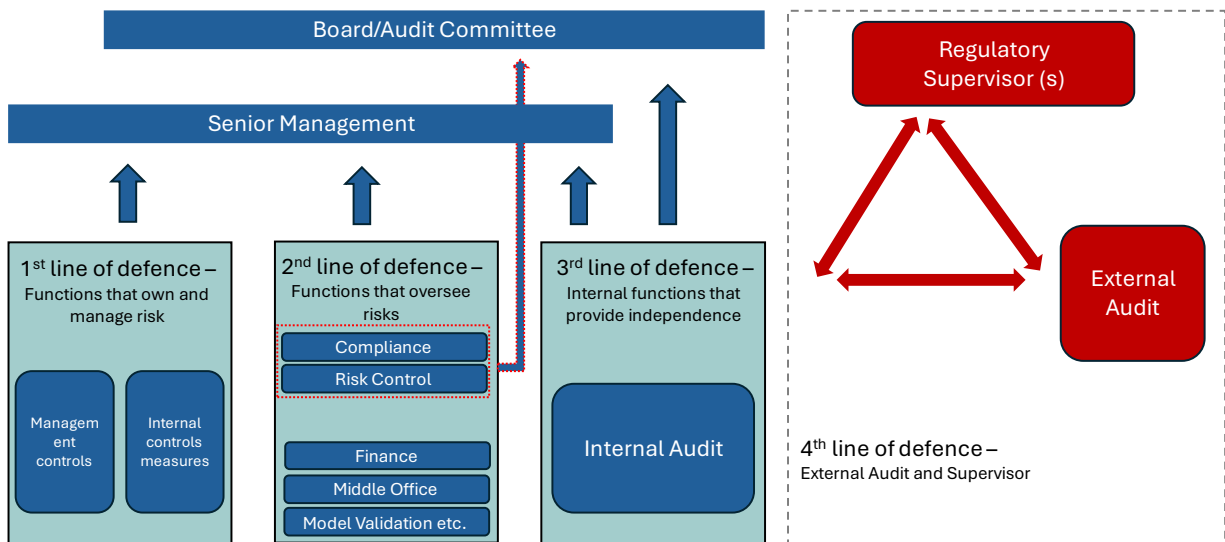 Board/Audit Committee
Senior Management
1st line of defence –
Functions that own and
manage risk
Managem
ent
controls
Internal
controls
measures
2nd line of defence –
Functions that oversee
risks
Compliance
Risk Control
Finance
Middle Office
Model Validation etc.
3rd line of defence –
Internal functions that
provide independence
Internal Audit
Regulatory
Supervisor (s)
External
Audit
4th line of defence –
External Audit and Supervisor